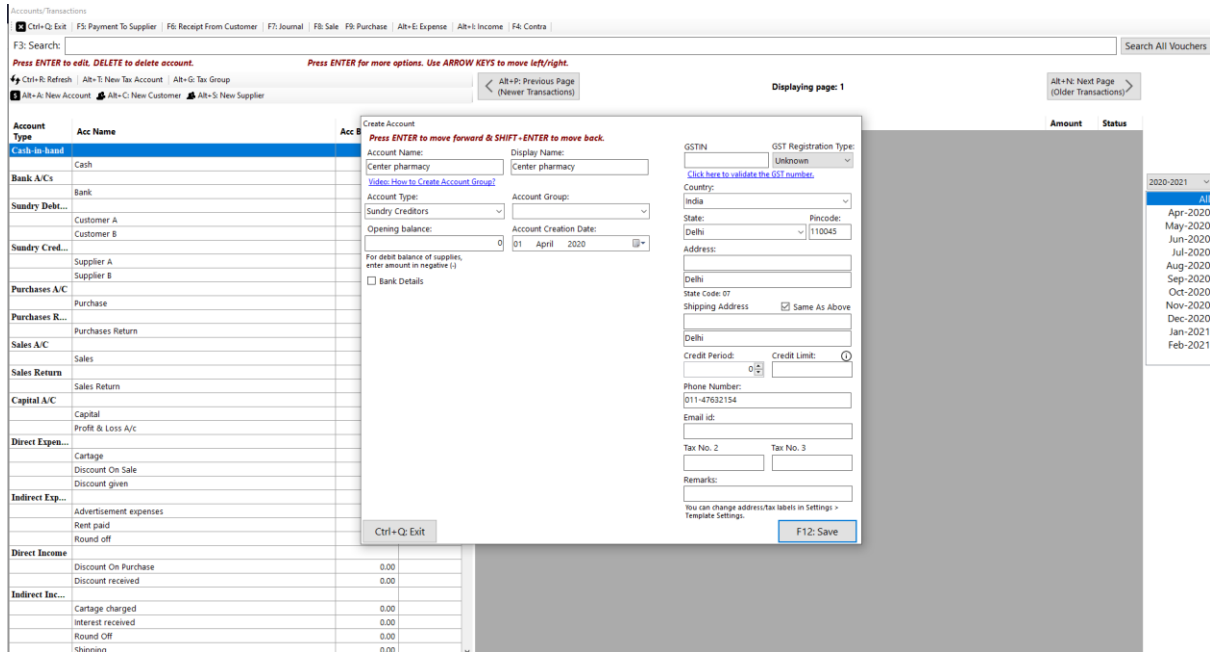 Accounts/Transactions
Ctrl+Q: Exit F5: Payment To Supplier F6: Receipt From Customer F7: Journal F8: Sale F9: Purchase Alt+E: Expense Alt+I: Income F4: Contra
F3: Search: Search All Vouchers
Press ENTER to edit, DELETE to delete account. Press ENTER for more options. Use ARROW KEYS to move left/right.
Ctrl+R: Refresh Alt+T: New Tax Account Alt+G: Tax Group
Alt+A: New Account Alt+C: New Customer Alt+S: New Supplier
Alt+P: Previous Page
(Newer Transactions)
Displaying page: 1
Alt+N: Next Page
(Older Transactions)
Account
Type
Acc Name
Acc B
Amount Status
Cash-in-hand
Cash
Bank A/Cs
Bank
Sundry Debt...
Customer A
Customer B
Sundry Cred...
Supplier A
Supplier B
Purchases A/C
Purchase
Purchases R...
Purchases Return
Sales A/C
Sales
Sales Return
Sales Return
Capital A/C
Capital
Profit & Loss A/c
Direct Expen...
Cartage
Discount On Sale
Discount given
Indirect Exp...
Advertisement expenses
Rent paid
Round off
Direct Income
Discount On Purchase 0.00
Discount received 0.00
Indirect Inc...
Cartage charged 0.00
Interest received 0.00
Round Off 0.00
Shipping 0.00
Create Account
Press ENTER to move forward & SHIFT+ENTER to move back.
Account Name: Display Name:
Center pharmacy Center pharmacy
Video: How to Create Account Group?
Account Type: Account Group:
Sundry Creditors
Opening balance: Account Creation Date:
0 01 April 2020
For debit balance of supplies,
enter amount in negative (-)
Bank Details
Ctrl+Q: Exit
GSTIN GST Registration Type:
Unknown
Click here to validate the GST number.
Country:
India
State: Pincode:
Delhi 110045
Address:
Delhi
State Code: 07
Shipping Address Same As Above
Delhi
Credit Period: Credit Limit:
0
Phone Number:
011-47632154
Email id:
Tax No. 2 Tax No. 3
Remarks:
You can change address/tax labels in Settings >
Template Settings.
F12: Save
2020-2021
All
Apr-2020
May-2020
Jun-2020
Jul-2020
Aug-2020
Sep-2020
Oct-2020
Nov-2020
Dec-2020
Jan-2021
Feb-2021